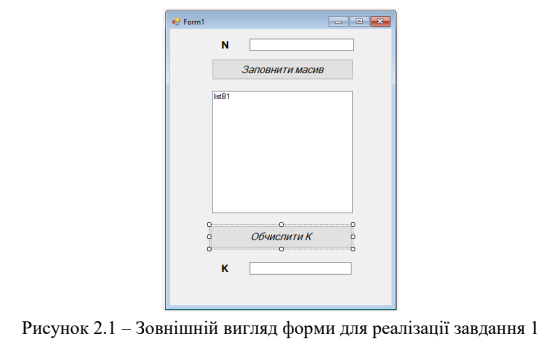 Form1
N
Заповнити масив
listB1
Обчислити К
K
Рисунок 2.1 – Зовнішній вигляд форми для реалізації завдання 1